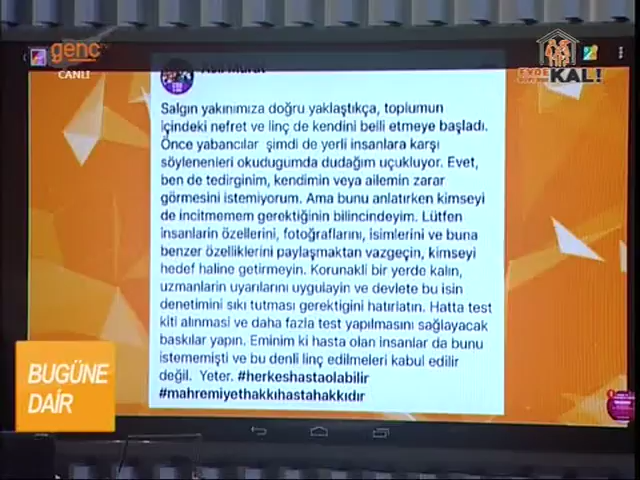 genc
CANLI
EVDE
KAL!
Salgın yakınımıza doğru yaklaştıkça, toplumun
içindeki nefret ve linç de kendini belli etmeye başladı.
Önce yabancılar şimdi de yerli insanlara karşı
söylenenleri okudugumda dudağım uçukluyor. Evet,
ben de tedirginim, kendimin veya ailemin zarar
görmesini istemiyorum. Ama bunu anlatırken kimseyi
de incitmemem gerektiğinin bilincindeyim. Lütfen
insanlarin özellerini, fotoğraflarını, isimlerini ve buna
benzer özelliklerini paylaşmaktan vazgeçin, kimseyi
hedef haline getirmeyin. Korunakli bir yerde kalın,
uzmanlarin uyarılarını uygulayin ve devlete bu isin
denetimini sıkı tutması gerektigini hatırlatın. Hatta test
kiti alınması ve daha fazla test yapılmasını sağlayacak
baskılar yapın. Eminim ki hasta olan insanlar da bunu
istememişti ve bu denli linç edilmeleri kabul edilir
değil. Yeter. #herkeshastaolabilir
#mahremiyethakkıhastahakkıdır
BUGÜNE
DAİR